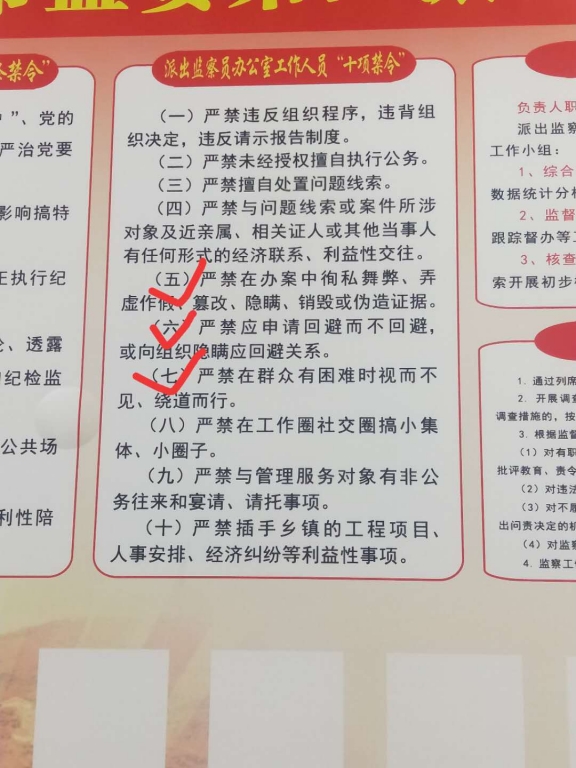 条禁令”
”、党的
严治党要
影响搞特
正执行纪
、透露
纪检监
公共场
利性陪
派出监察员办公室工作人员“十项禁令”
（一）严禁违反组织程序，违背组
织决定，违反请示报告制度。
（二）严禁未经授权擅自执行公务。
（三）严禁擅自处置问题线索。
（四）严禁与问题线索或案件所涉
对象及近亲属、相关证人或其他当事人
有任何形式的经济联系、利益性交往。
（五）严禁在办案中徇私舞弊、弄
虚作假、篡改、隐瞒、销毁或伪造证据。
（六）严禁应申请回避而不回避，
或向组织隐瞒应回避关系。
（七）严禁在群众有困难时视而不
见、绕道而行。
（八）严禁在工作圈社交圈搞小集
体、小圈子。
（九）严禁与管理服务对象有非公
务往来和宴请、请托事项。
（十）严禁插手乡镇的工程项目、
人事安排、经济纠纷等利益性事项。
负责人职
派出监察
工作小组：
1、综合
数据统计分析
2、监督
跟踪督办等工
3、核查
索开展初步核
1. 通过列席
2. 开展调查
调查措施的，按
3. 根据监督
（1）对有职
批评教育、责令
（2）对违法
（3）对不履
出问责决定的机
（4）对监察
4. 监察工作